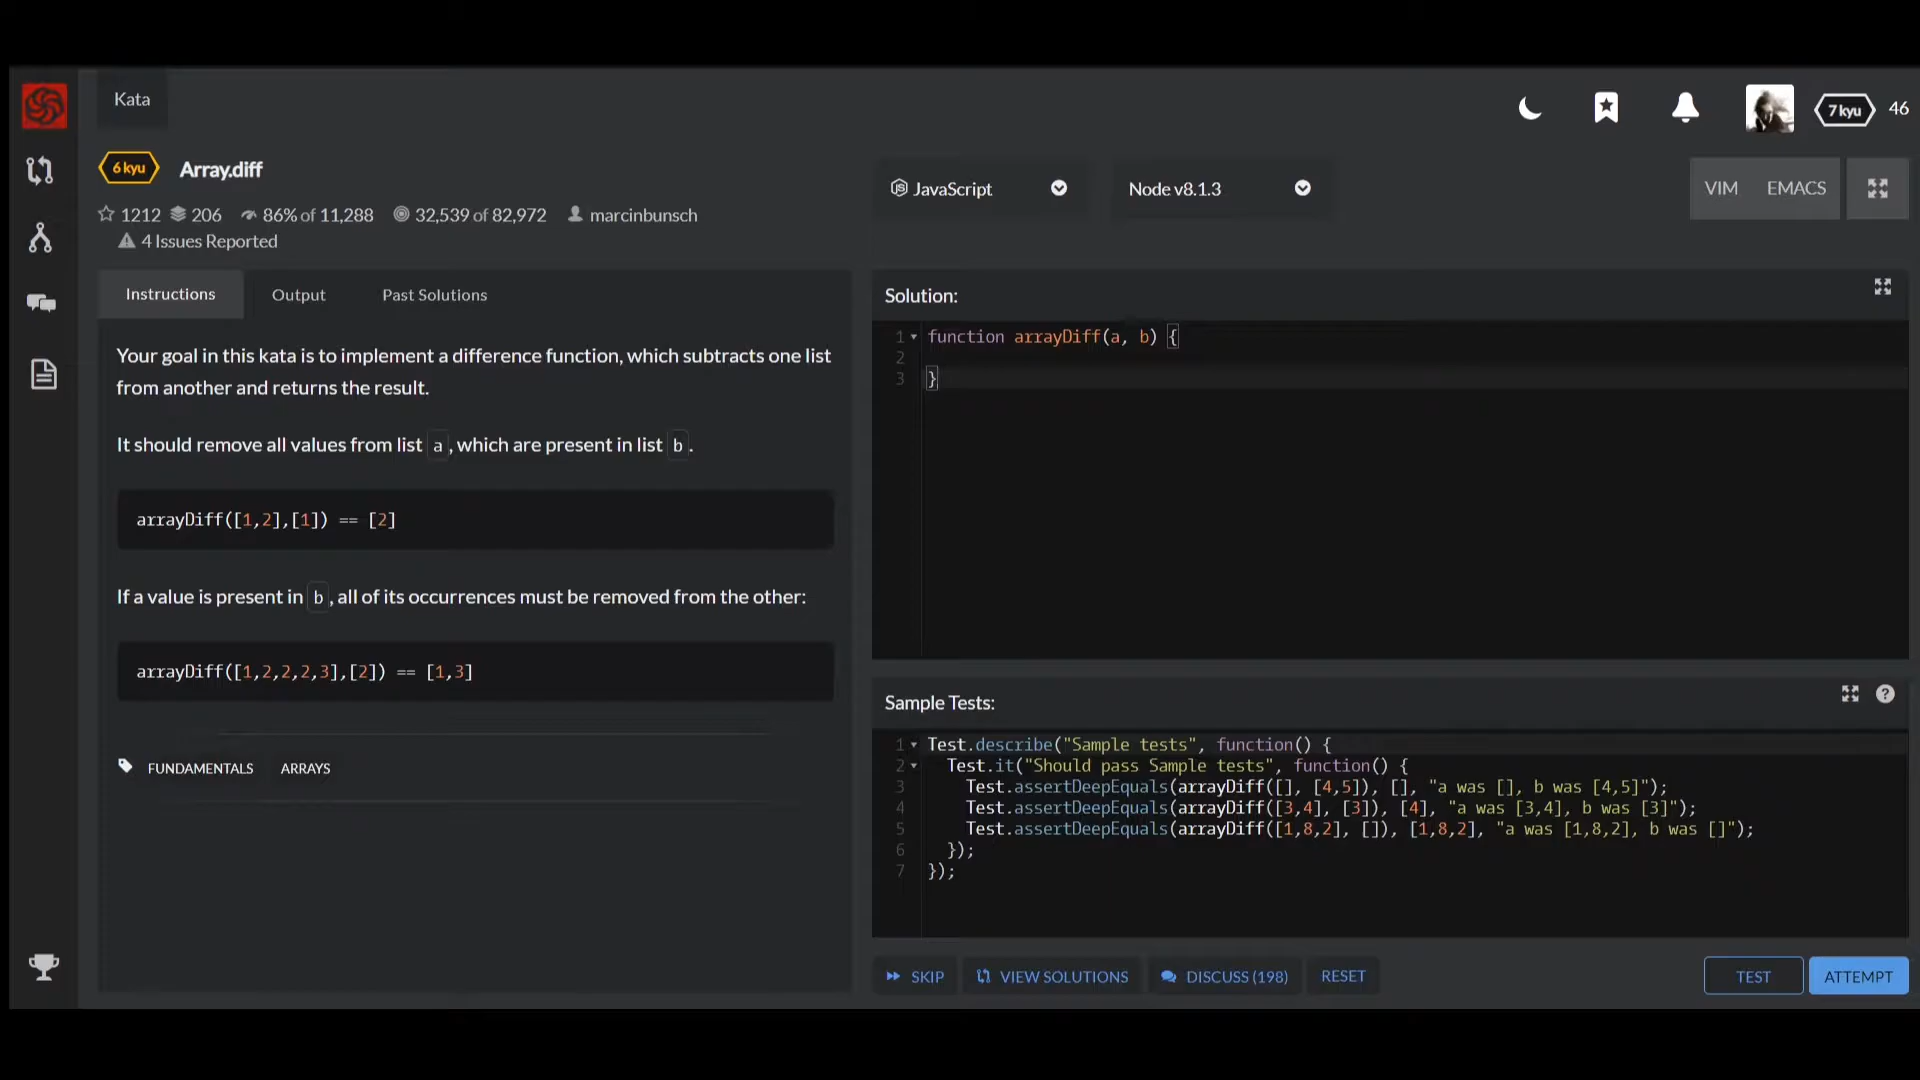 Kata
7 kyu 46
6 kyu Array.diff
1212 206 86% of 11,288 32,539 of 82,972 marcinbunsch
4 Issues Reported
JavaScript
Node v8.1.3
VIM EMACS
Instructions Output Past Solutions
Your goal in this kata is to implement a difference function, which subtracts one list
from another and returns the result.
It should remove all values from list a, which are present in list b.
arrayDiff([1,2],[1]) == [2]
If a value is present in b, all of its occurrences must be removed from the other:
arrayDiff([1,2,2,2,3],[2]) == [1,3]
FUNDAMENTALS ARRAYS
Solution:
1 function arrayDiff(a, b) {
2
3 }
Sample Tests:
1 Test.describe("Sample tests", function() {
2 Test.it("Should pass Sample tests", function() {
3 Test.assertDeepEquals(arrayDiff([], [4,5]), [], "a was [], b was [4,5]");
4 Test.assertDeepEquals(arrayDiff([3,4], [3]), [4], "a was [3,4], b was [3]");
5 Test.assertDeepEquals(arrayDiff([1,8,2], []), [1,8,2], "a was [1,8,2], b was []");
6 });
7 });
SKIP VIEW SOLUTIONS DISCUSS (198) RESET TEST ATTEMPT